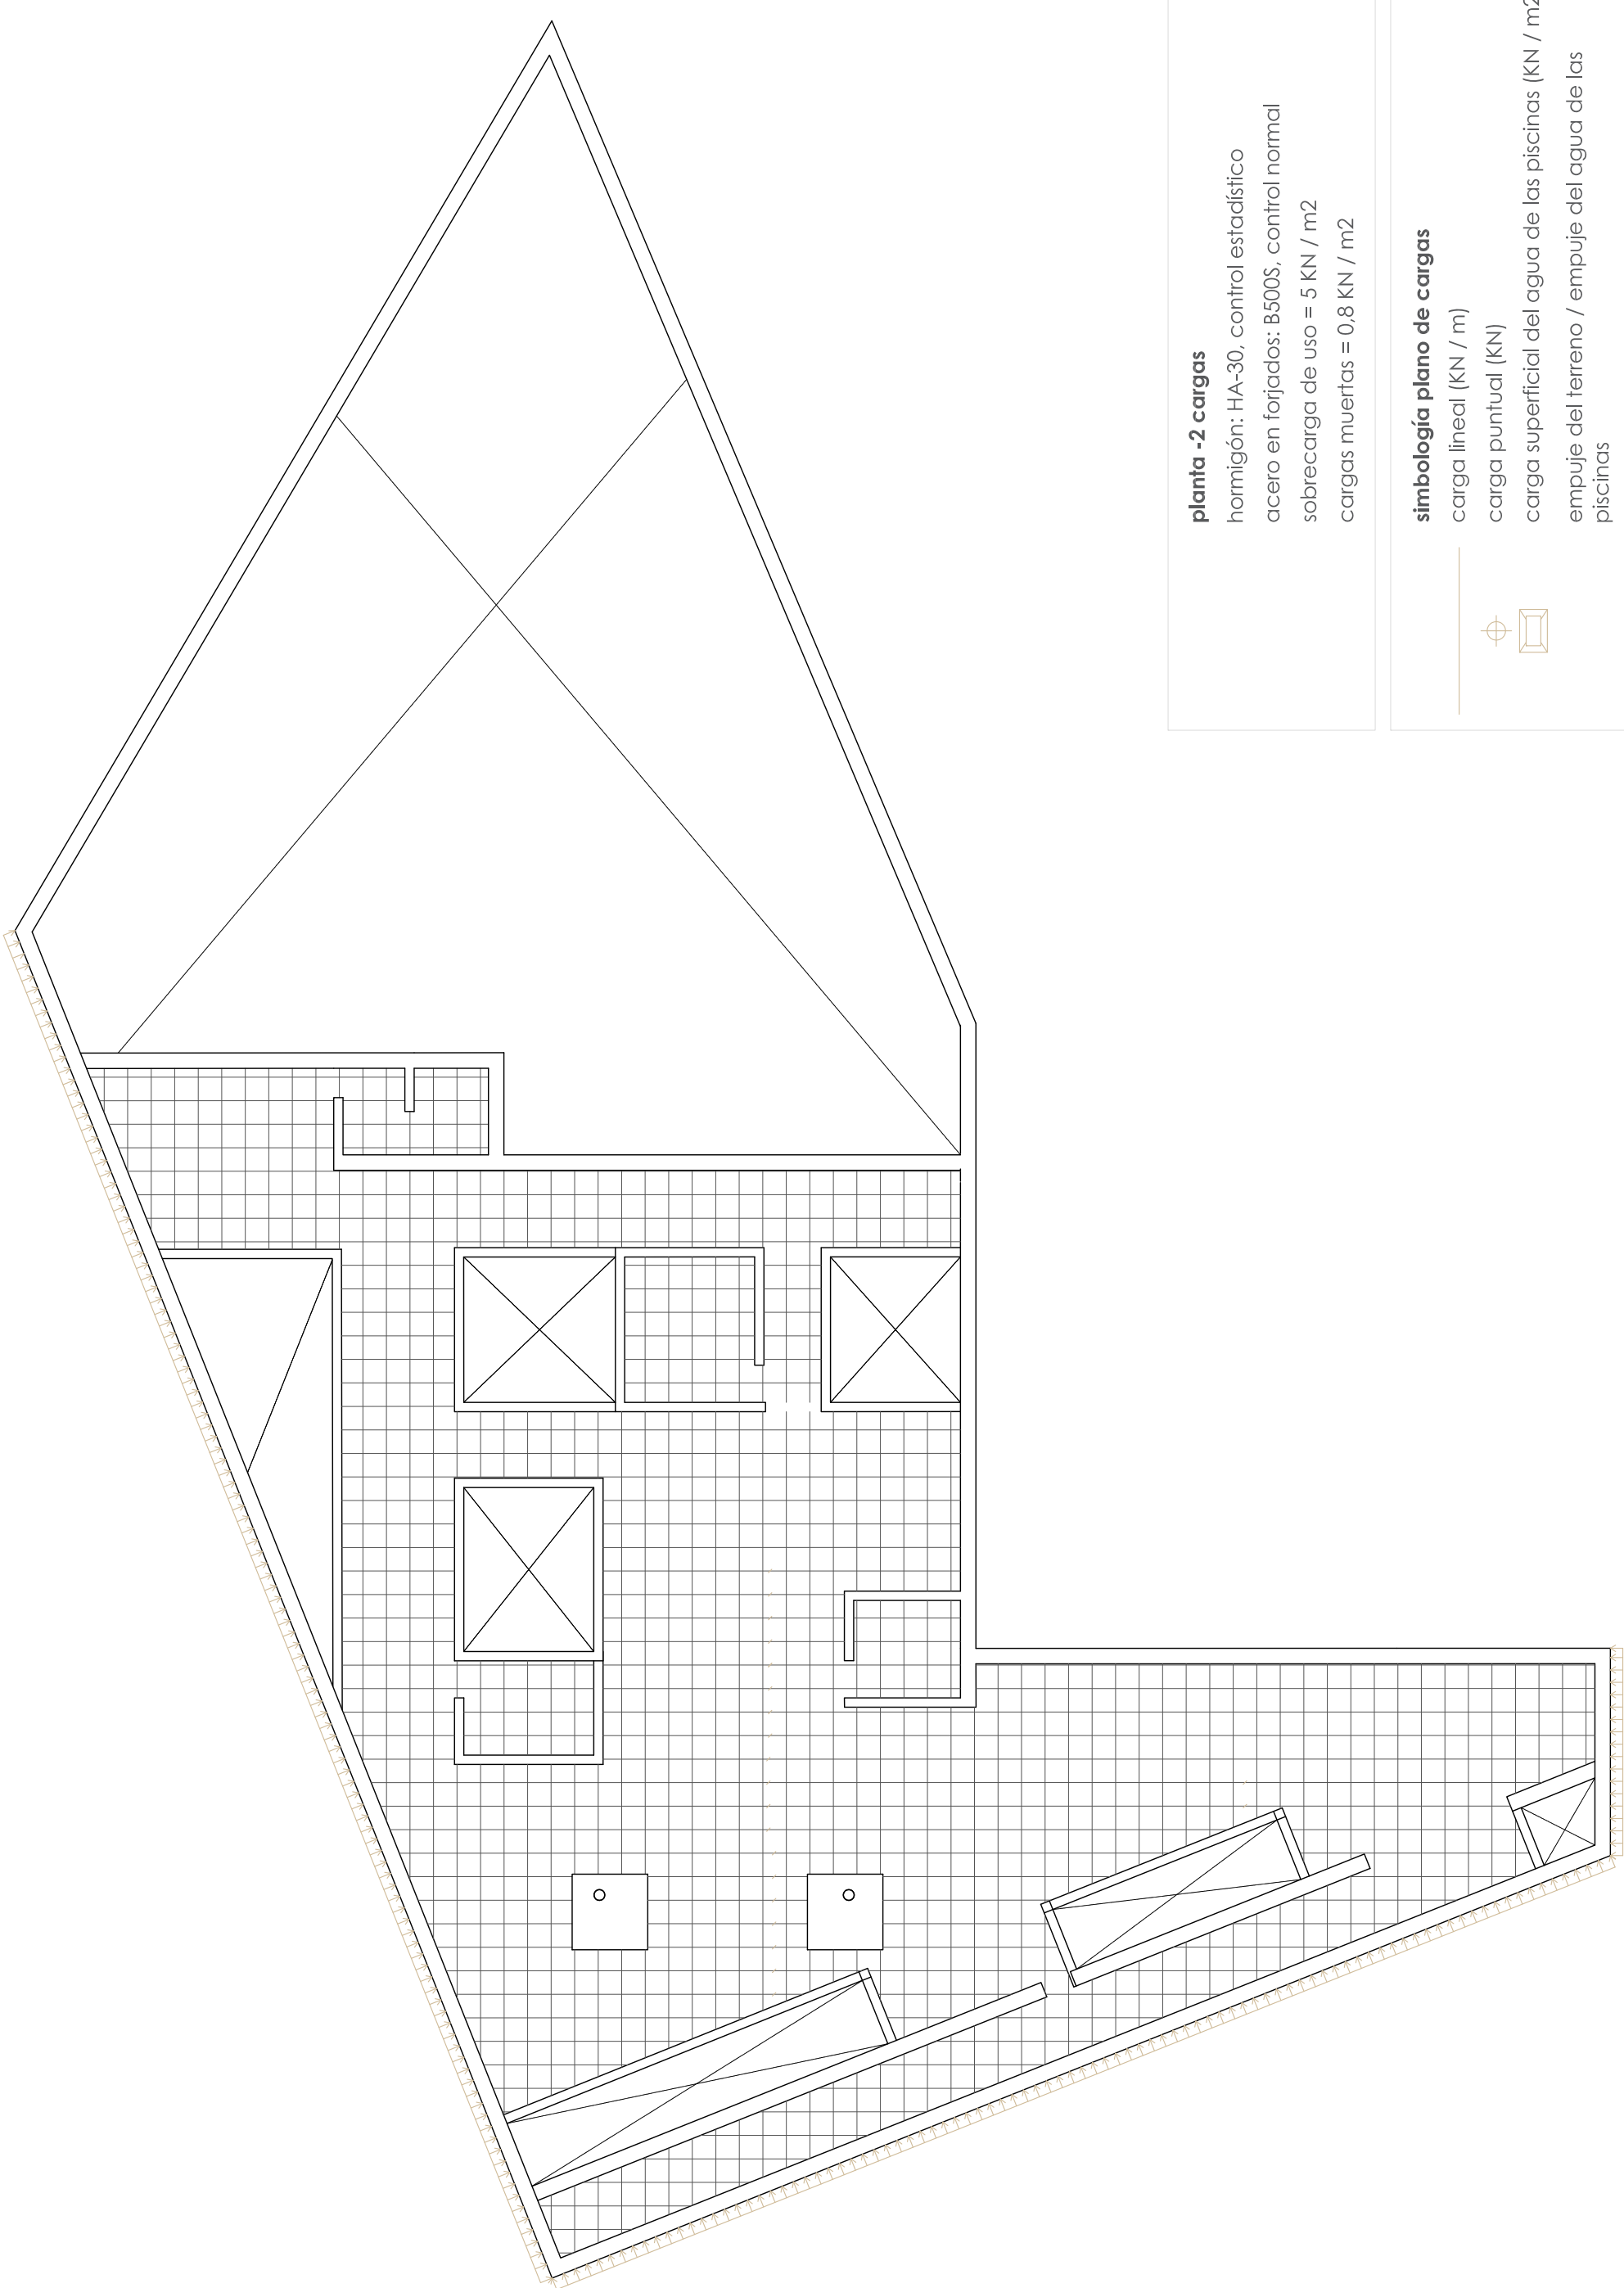 planta -2 cargas
hormigón: HA-30, control estadístico
acero en forjados: B500S, control normal
sobrecarga de uso = 5 KN / m2
cargas muertas = 0,8 KN / m2
simbología plano de cargas
carga lineal (KN / m)
carga puntual (KN)
carga superficial del agua de las piscinas (KN / m2
empuje del terreno / empuje del agua de las
piscinas